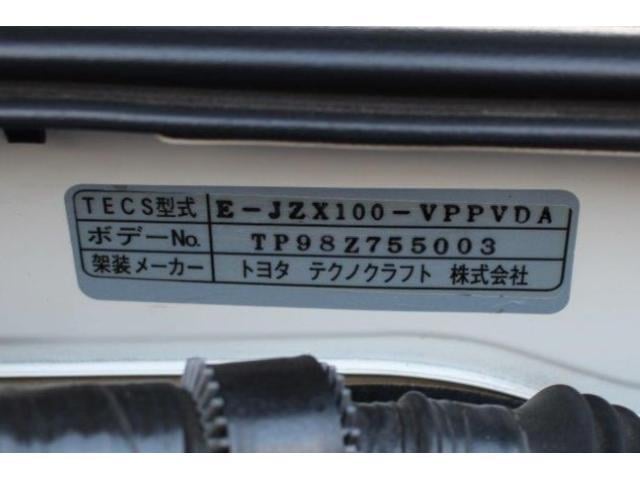 TECS型式 E-JZX100-VPPVDA
ボデーNo. TP98Z755003
架装メーカー トヨタ テクノクラフト 株式会社